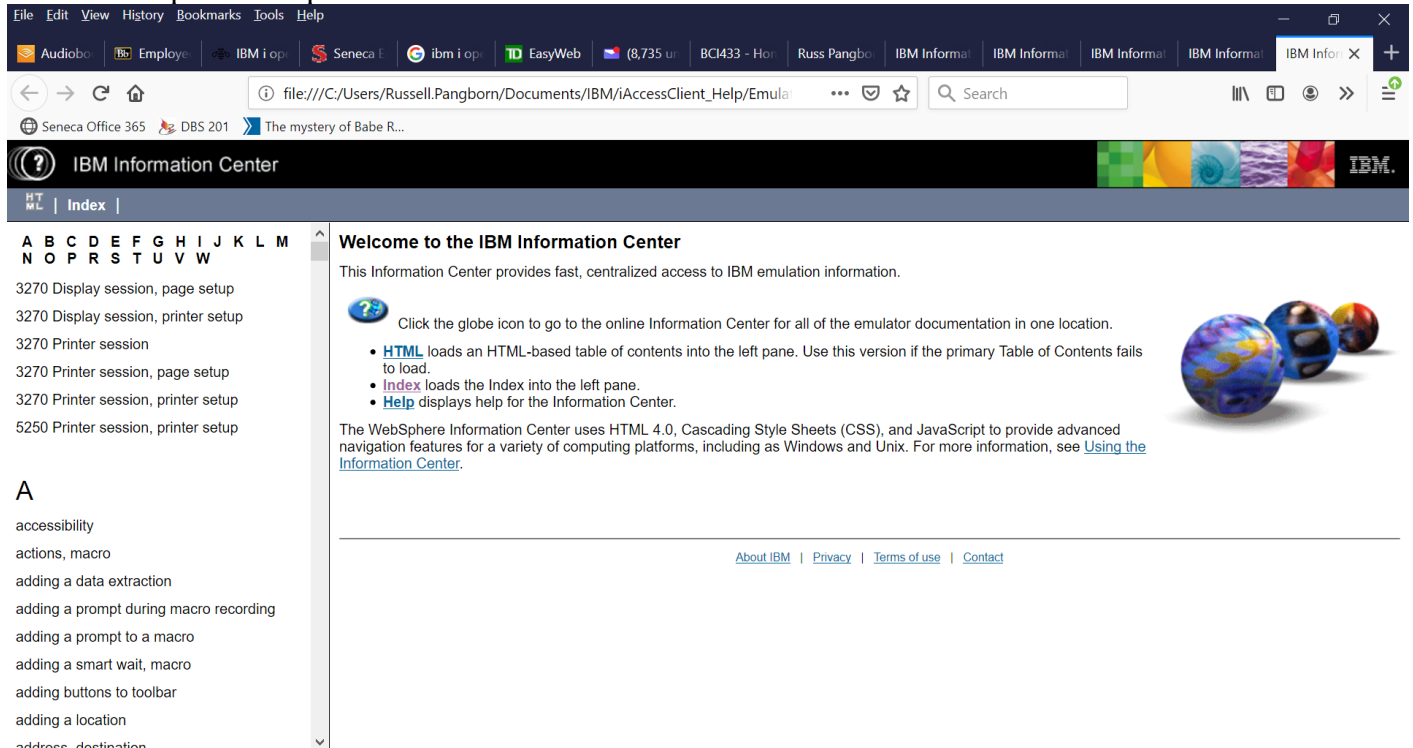 File Edit View History Bookmarks Tools Help
Audiobo Bb Employe IBM i ope Seneca E ibm i ope TD EasyWeb (8,735 un BCI433 - Hom Russ Pangbo IBM Informat IBM Informat IBM Informat IBM Informat IBM Infor
file:///C:/Users/Russell.Pangborn/Documents/IBM/iAccessClient_Help/Emulat Search
Seneca Office 365 DBS 201 The mystery of Babe R...
IBM Information Center IBM.
HTML | Index |
A B C D E F G H I J K L M
N O P R S T U V W
3270 Display session, page setup
3270 Display session, printer setup
3270 Printer session
3270 Printer session, page setup
3270 Printer session, printer setup
5250 Printer session, printer setup
A
accessibility
actions, macro
adding a data extraction
adding a prompt during macro recording
adding a prompt to a macro
adding a smart wait, macro
adding buttons to toolbar
adding a location
address, destination
Welcome to the IBM Information Center
This Information Center provides fast, centralized access to IBM emulation information.
Click the globe icon to go to the online Information Center for all of the emulator documentation in one location.
• HTML loads an HTML-based table of contents into the left pane. Use this version if the primary Table of Contents fails
to load.
• Index loads the Index into the left pane.
• Help displays help for the Information Center.
The WebSphere Information Center uses HTML 4.0, Cascading Style Sheets (CSS), and JavaScript to provide advanced
navigation features for a variety of computing platforms, including as Windows and Unix. For more information, see Using the
Information Center.
About IBM | Privacy | Terms of use | Contact